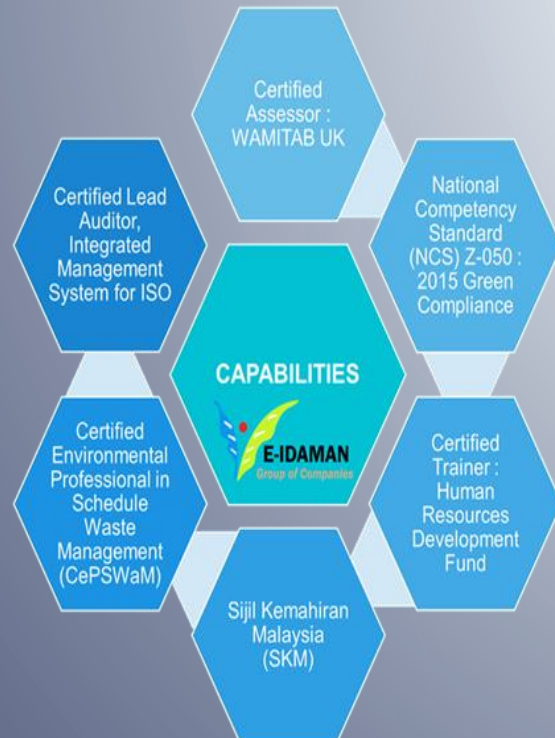 Certified
Assessor :
WAMITAB UK
National
Competency
Standard
(NCS) Z-050 :
2015 Green
Compliance
Certified
Trainer :
Human
Resources
Development
Fund
Sijil Kemahiran
Malaysia
(SKM)
Certified
Environmental
Professional in
Schedule
Waste
Management
(CePSWaM)
Certified Lead
Auditor,
Integrated
Management
System for ISO
CAPABILITIES
E-IDAMAN
Group of Companies